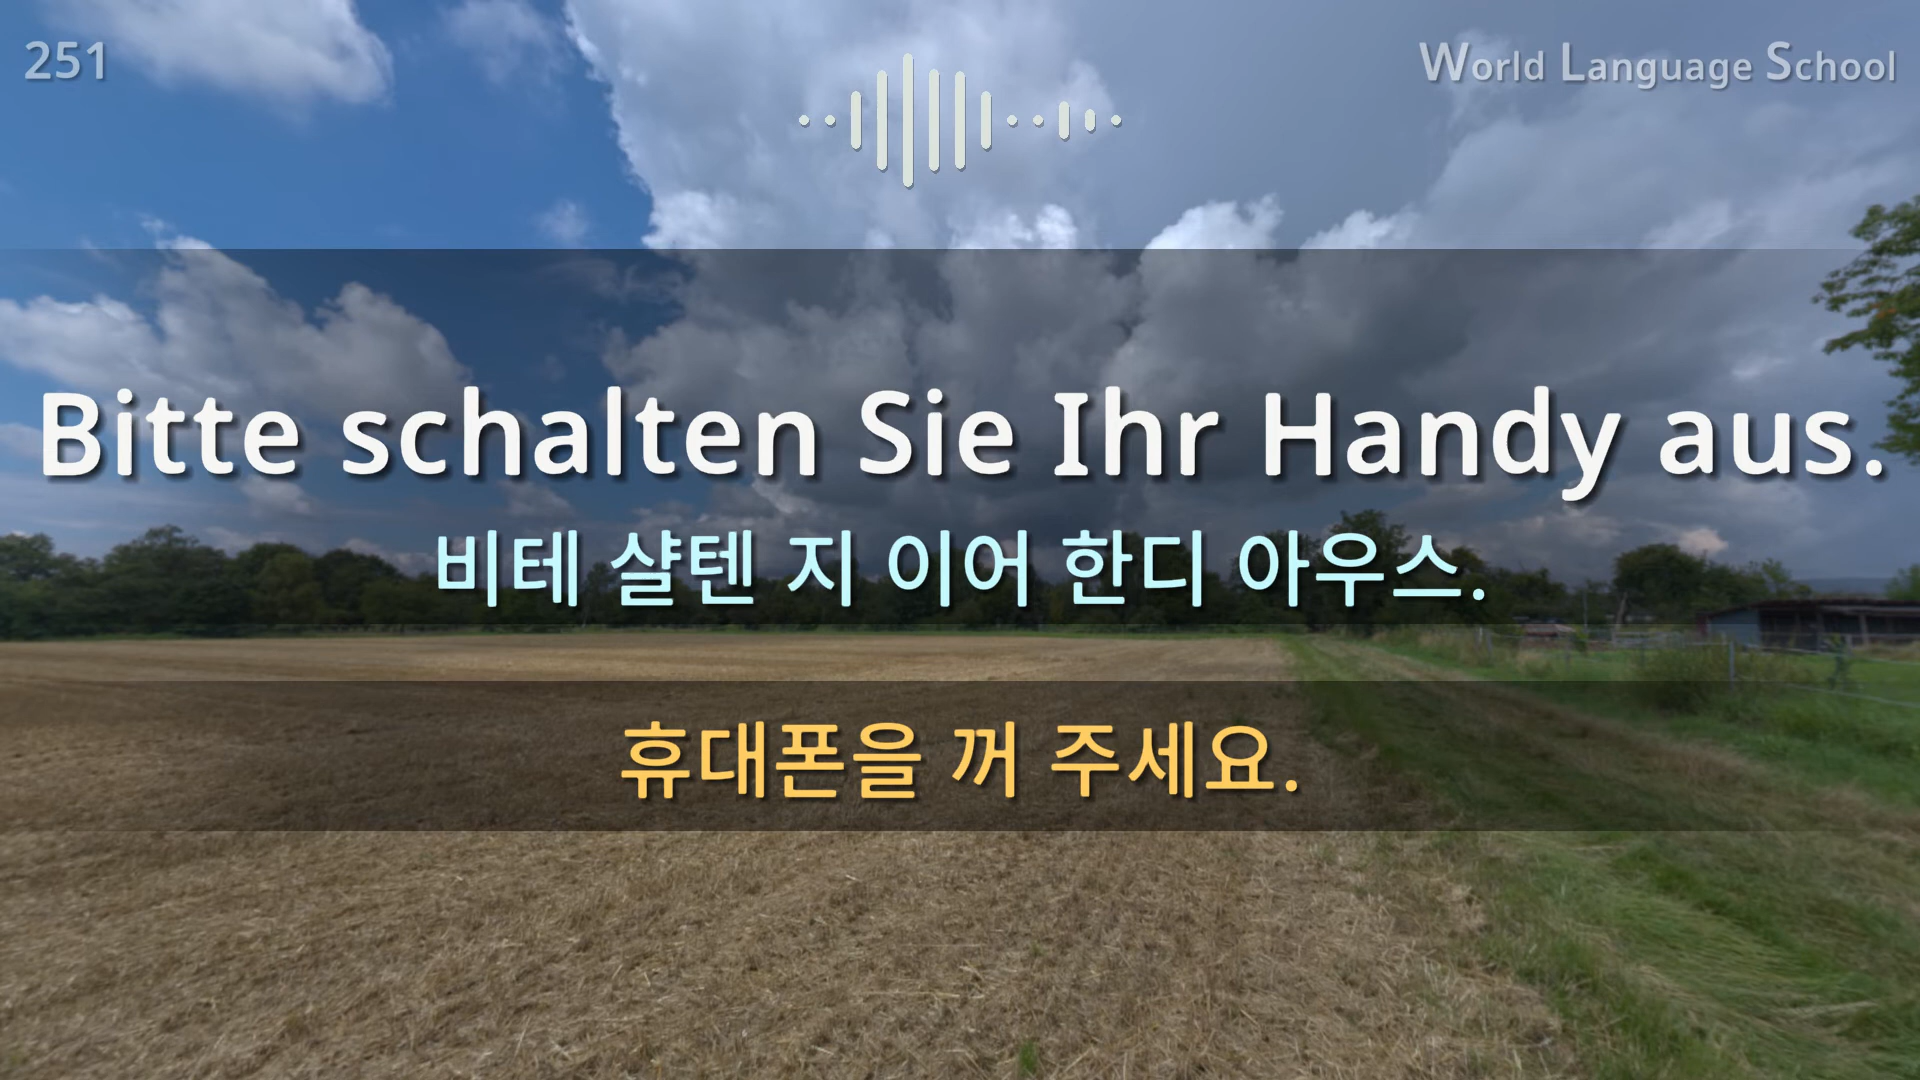 251
World Language School
Bitte schalten Sie Ihr Handy aus.
비테 샬텐 지 이어 한디 아우스.
휴대폰을 꺼 주세요.